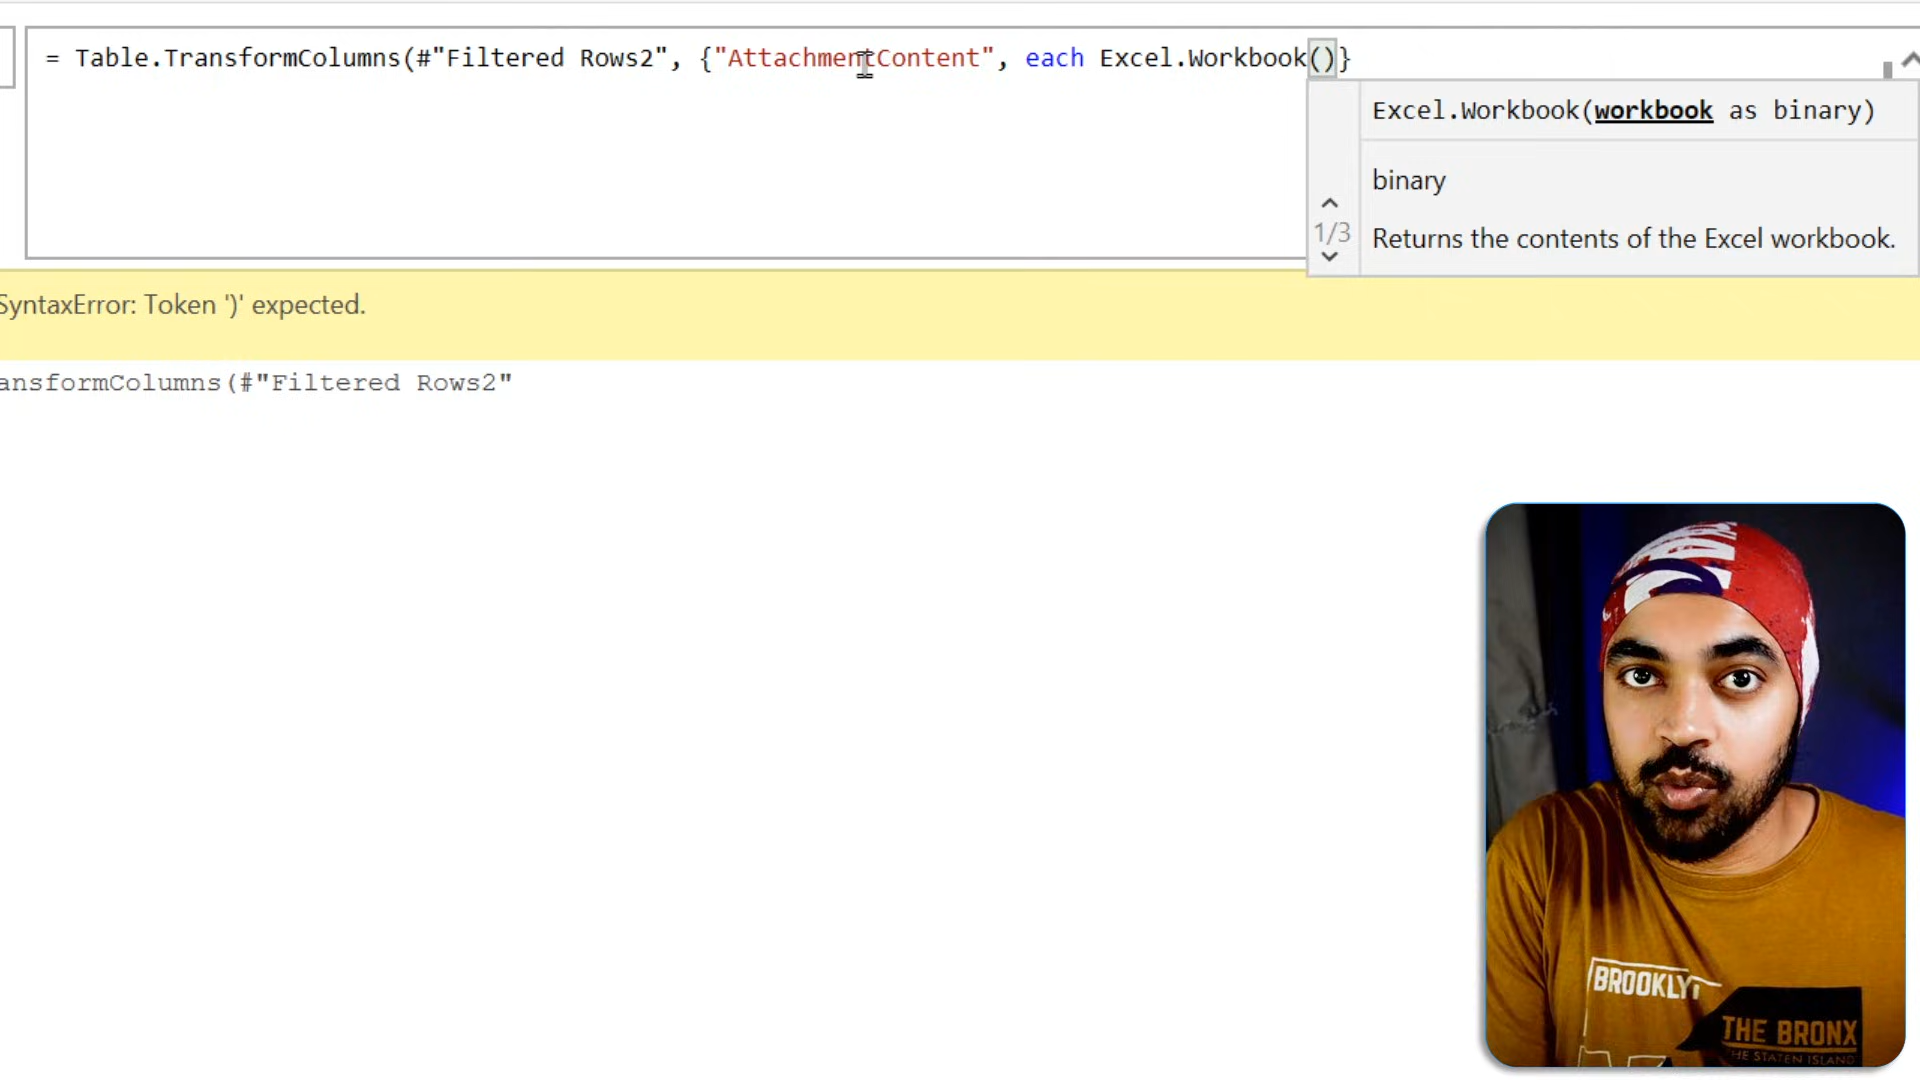 = Table.TransformColumns(#"Filtered Rows2", {"AttachmentContent", each Excel.Workbook()}
Excel.Workbook(workbook as binary)
binary
1/3
Returns the contents of the Excel workbook.
SyntaxError: Token ')' expected.
ansformColumns(#"Filtered Rows2"
BROOKLY
THE BRONX
HE STATEN ISLAND